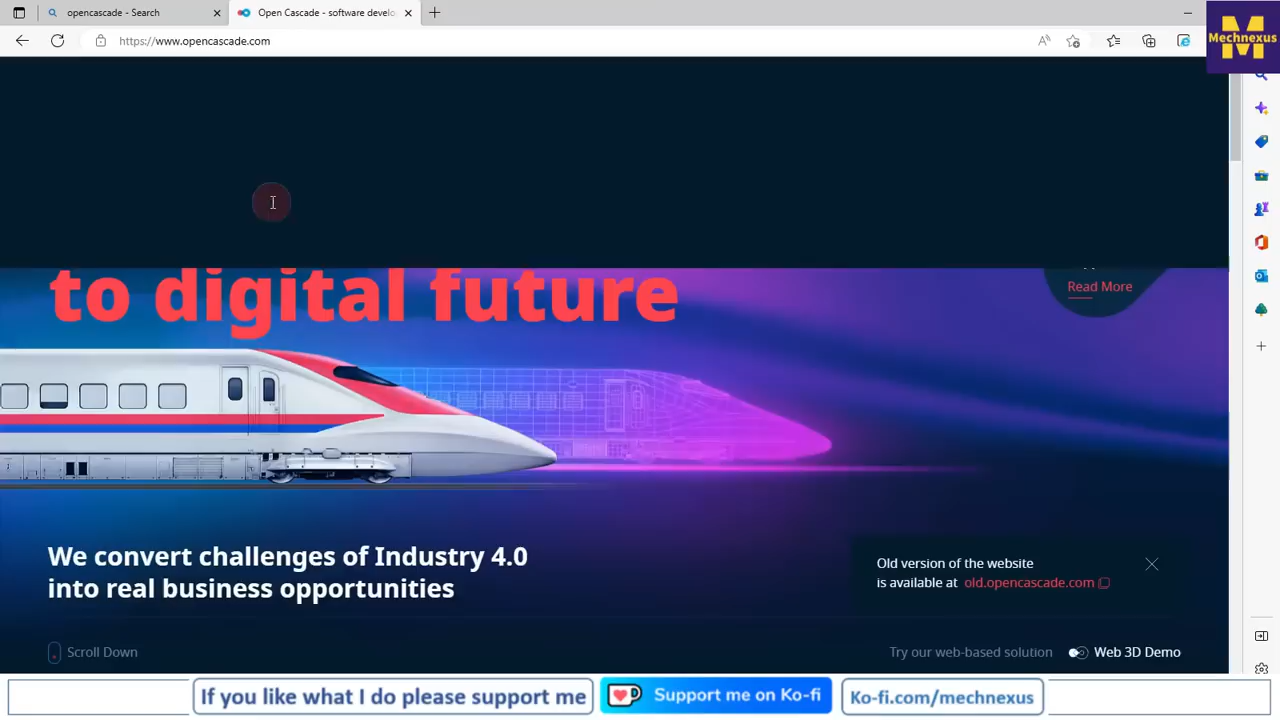 opencascade - Search
Open Cascade - software develo
https://www.opencascade.com
M
Mechnexus
to digital future
Read More
We convert challenges of Industry 4.0
into real business opportunities
Old version of the website
is available at old.opencascade.com
Scroll Down
Try our web-based solution
Web 3D Demo
If you like what I do please support me
Support me on Ko-fi
Ko-fi.com/mechnexus